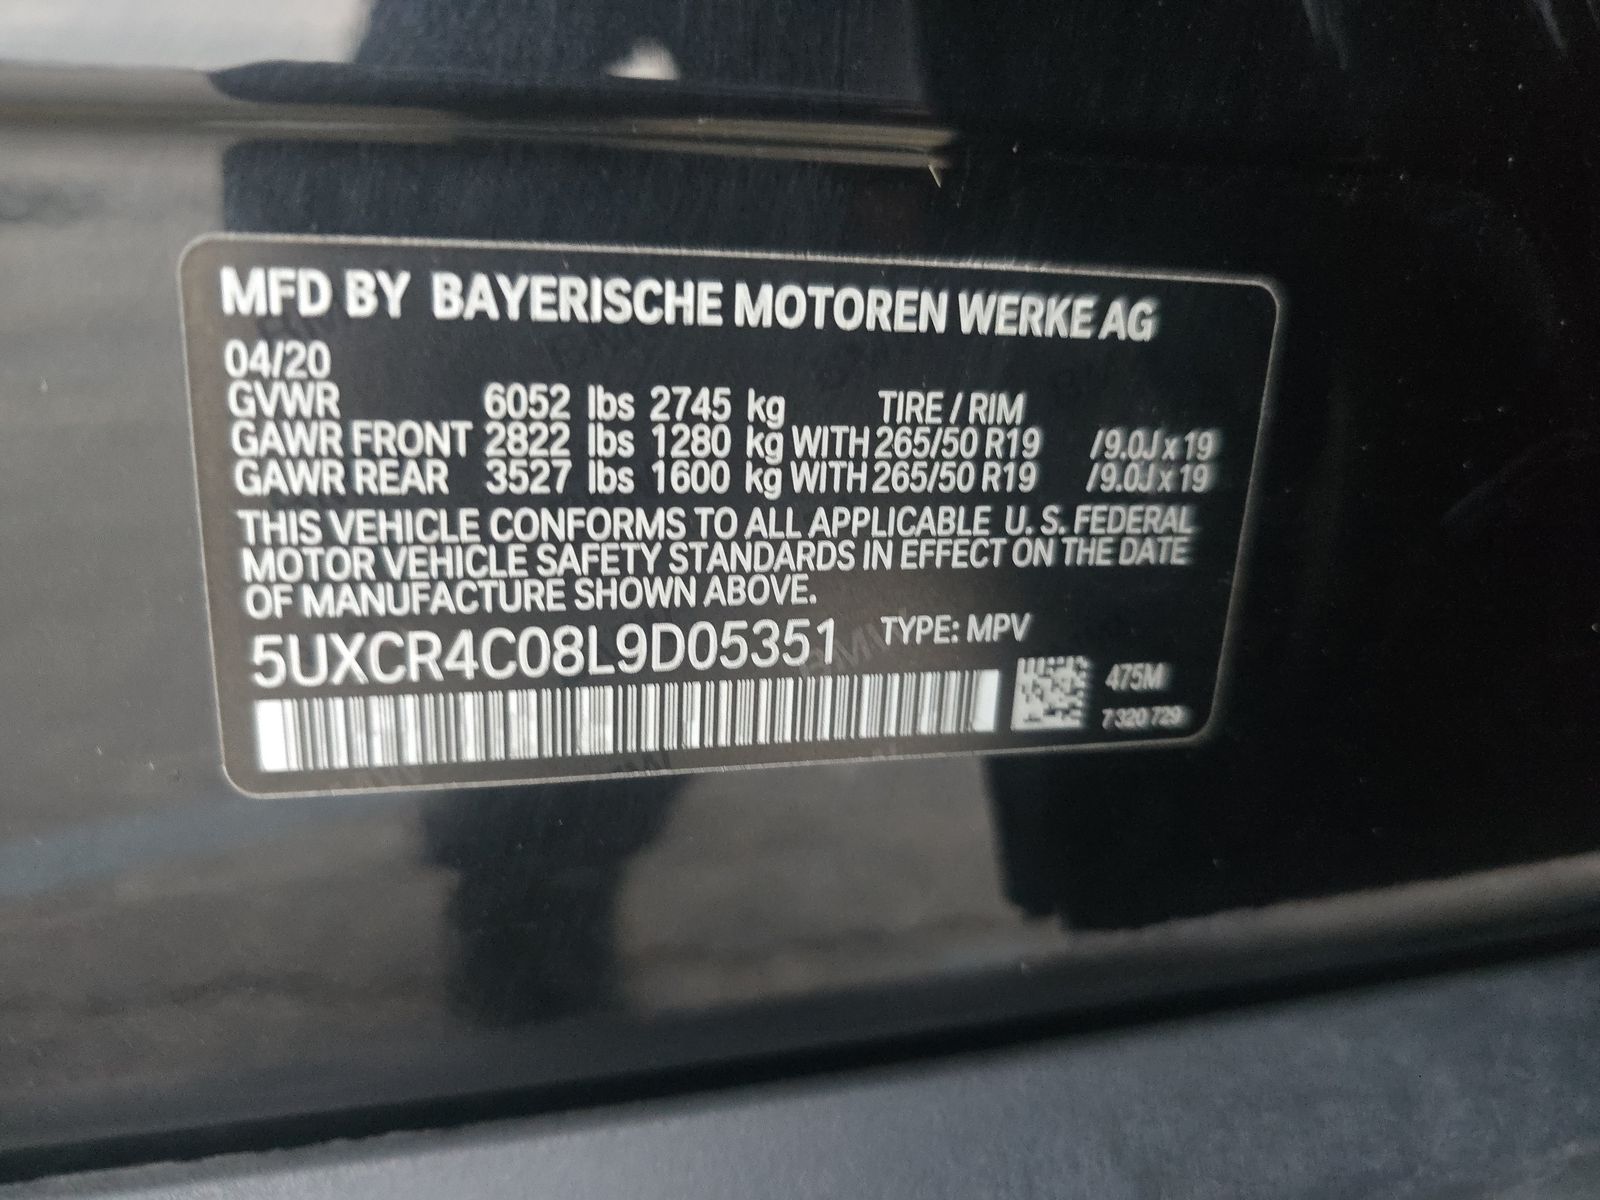 MFD BY BAYERISCHE MOTOREN WERKE AG
04/20
GVWR 6052 lbs 2745 kg TIRE / RIM
GAWR FRONT 2822 lbs 1280 kg WITH 265/50 R19 /9.0J x 19
GAWR REAR 3527 lbs 1600 kg WITH 265/50 R19 /9.0J x 19
THIS VEHICLE CONFORMS TO ALL APPLICABLE U. S. FEDERAL
MOTOR VEHICLE SAFETY STANDARDS IN EFFECT ON THE DATE
OF MANUFACTURE SHOWN ABOVE.
5UXCR4C08L9D05351 TYPE: MPV
475M
7 320 729